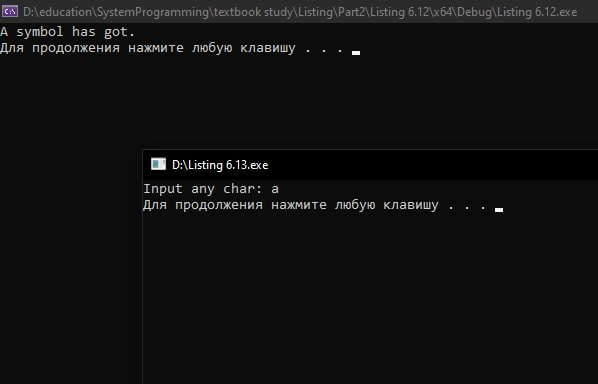 D:\education\SystemProgramming\textbook study\Listing\Part2\Listing 6.12\x64\Debug\Listing 6.12.exe
A symbol has got.
Для продолжения нажмите любую клавишу . . .
D:\Listing 6.13.exe
Input any char: a
Для продолжения нажмите любую клавишу . . .